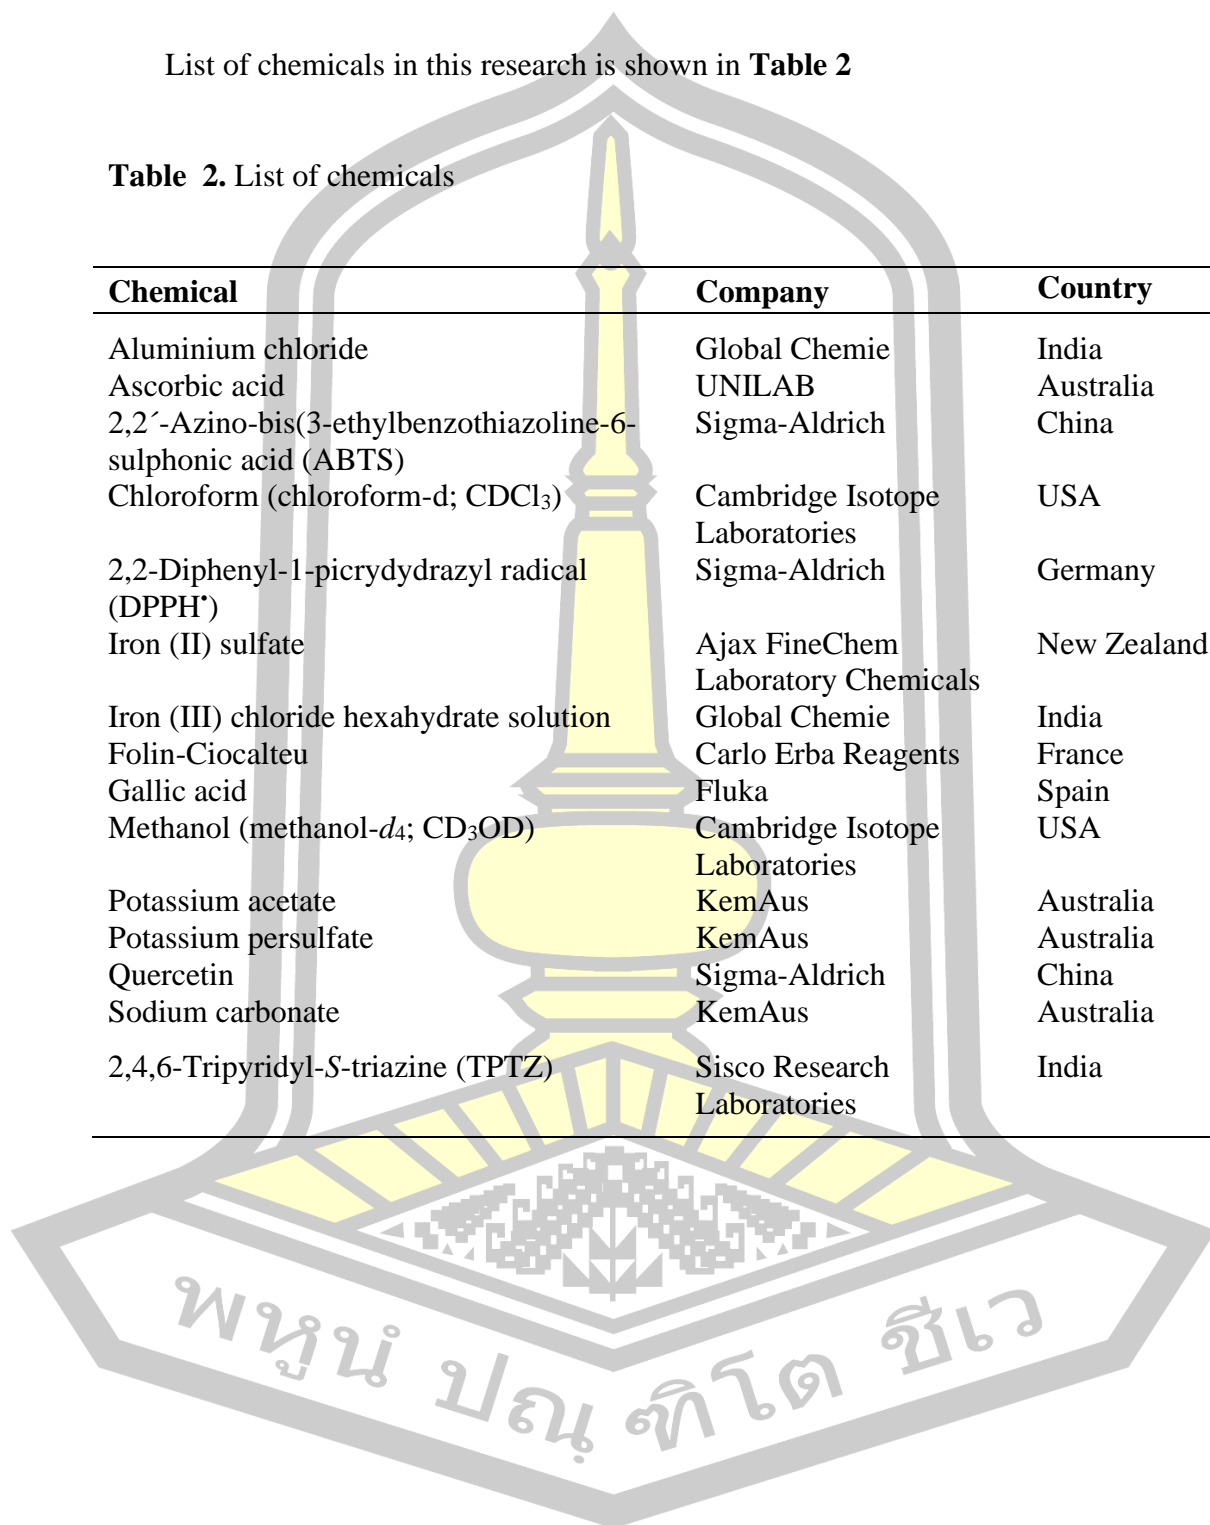 List of chemicals in this research is shown in Table 2
Table 2. List of chemicals
Chemical Company Country
Aluminium chloride Global Chemie India
Ascorbic acid UNILAB Australia
2,2´-Azino-bis(3-ethylbenzothiazoline-6- Sigma-Aldrich China
sulphonic acid (ABTS)
Chloroform (chloroform-d; CDCl₃) Cambridge Isotope USA
Laboratories
2,2-Diphenyl-1-picrydydrazyl radical Sigma-Aldrich Germany
(DPPH•)
Iron (II) sulfate Ajax FineChem New Zealand
Laboratory Chemicals
Iron (III) chloride hexahydrate solution Global Chemie India
Folin-Ciocalteu Carlo Erba Reagents France
Gallic acid Fluka Spain
Methanol (methanol-d₄; CD₃OD) Cambridge Isotope USA
Laboratories
Potassium acetate KemAus Australia
Potassium persulfate KemAus Australia
Quercetin Sigma-Aldrich China
Sodium carbonate KemAus Australia
2,4,6-Tripyridyl-S-triazine (TPTZ) Sisco Research India
Laboratories
พหูนํ ปณฺฑิโต ชีเว